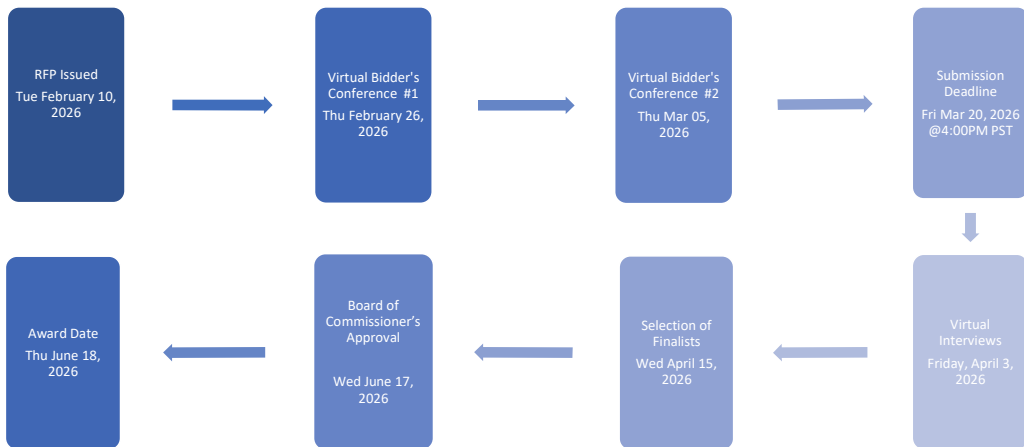 RFP Issued
Tue February 10,
2026
Virtual Bidder's
Conference #1
Thu February 26,
2026
Virtual Bidder's
Conference #2
Thu Mar 05,
2026
Submission
Deadline
Fri Mar 20, 2026
@4:00PM PST
Virtual
Interviews
Friday, April 3,
2026
Selection of
Finalists
Wed April 15,
2026
Board of
Commissioner’s
Approval
Wed June 17,
2026
Award Date
Thu June 18,
2026